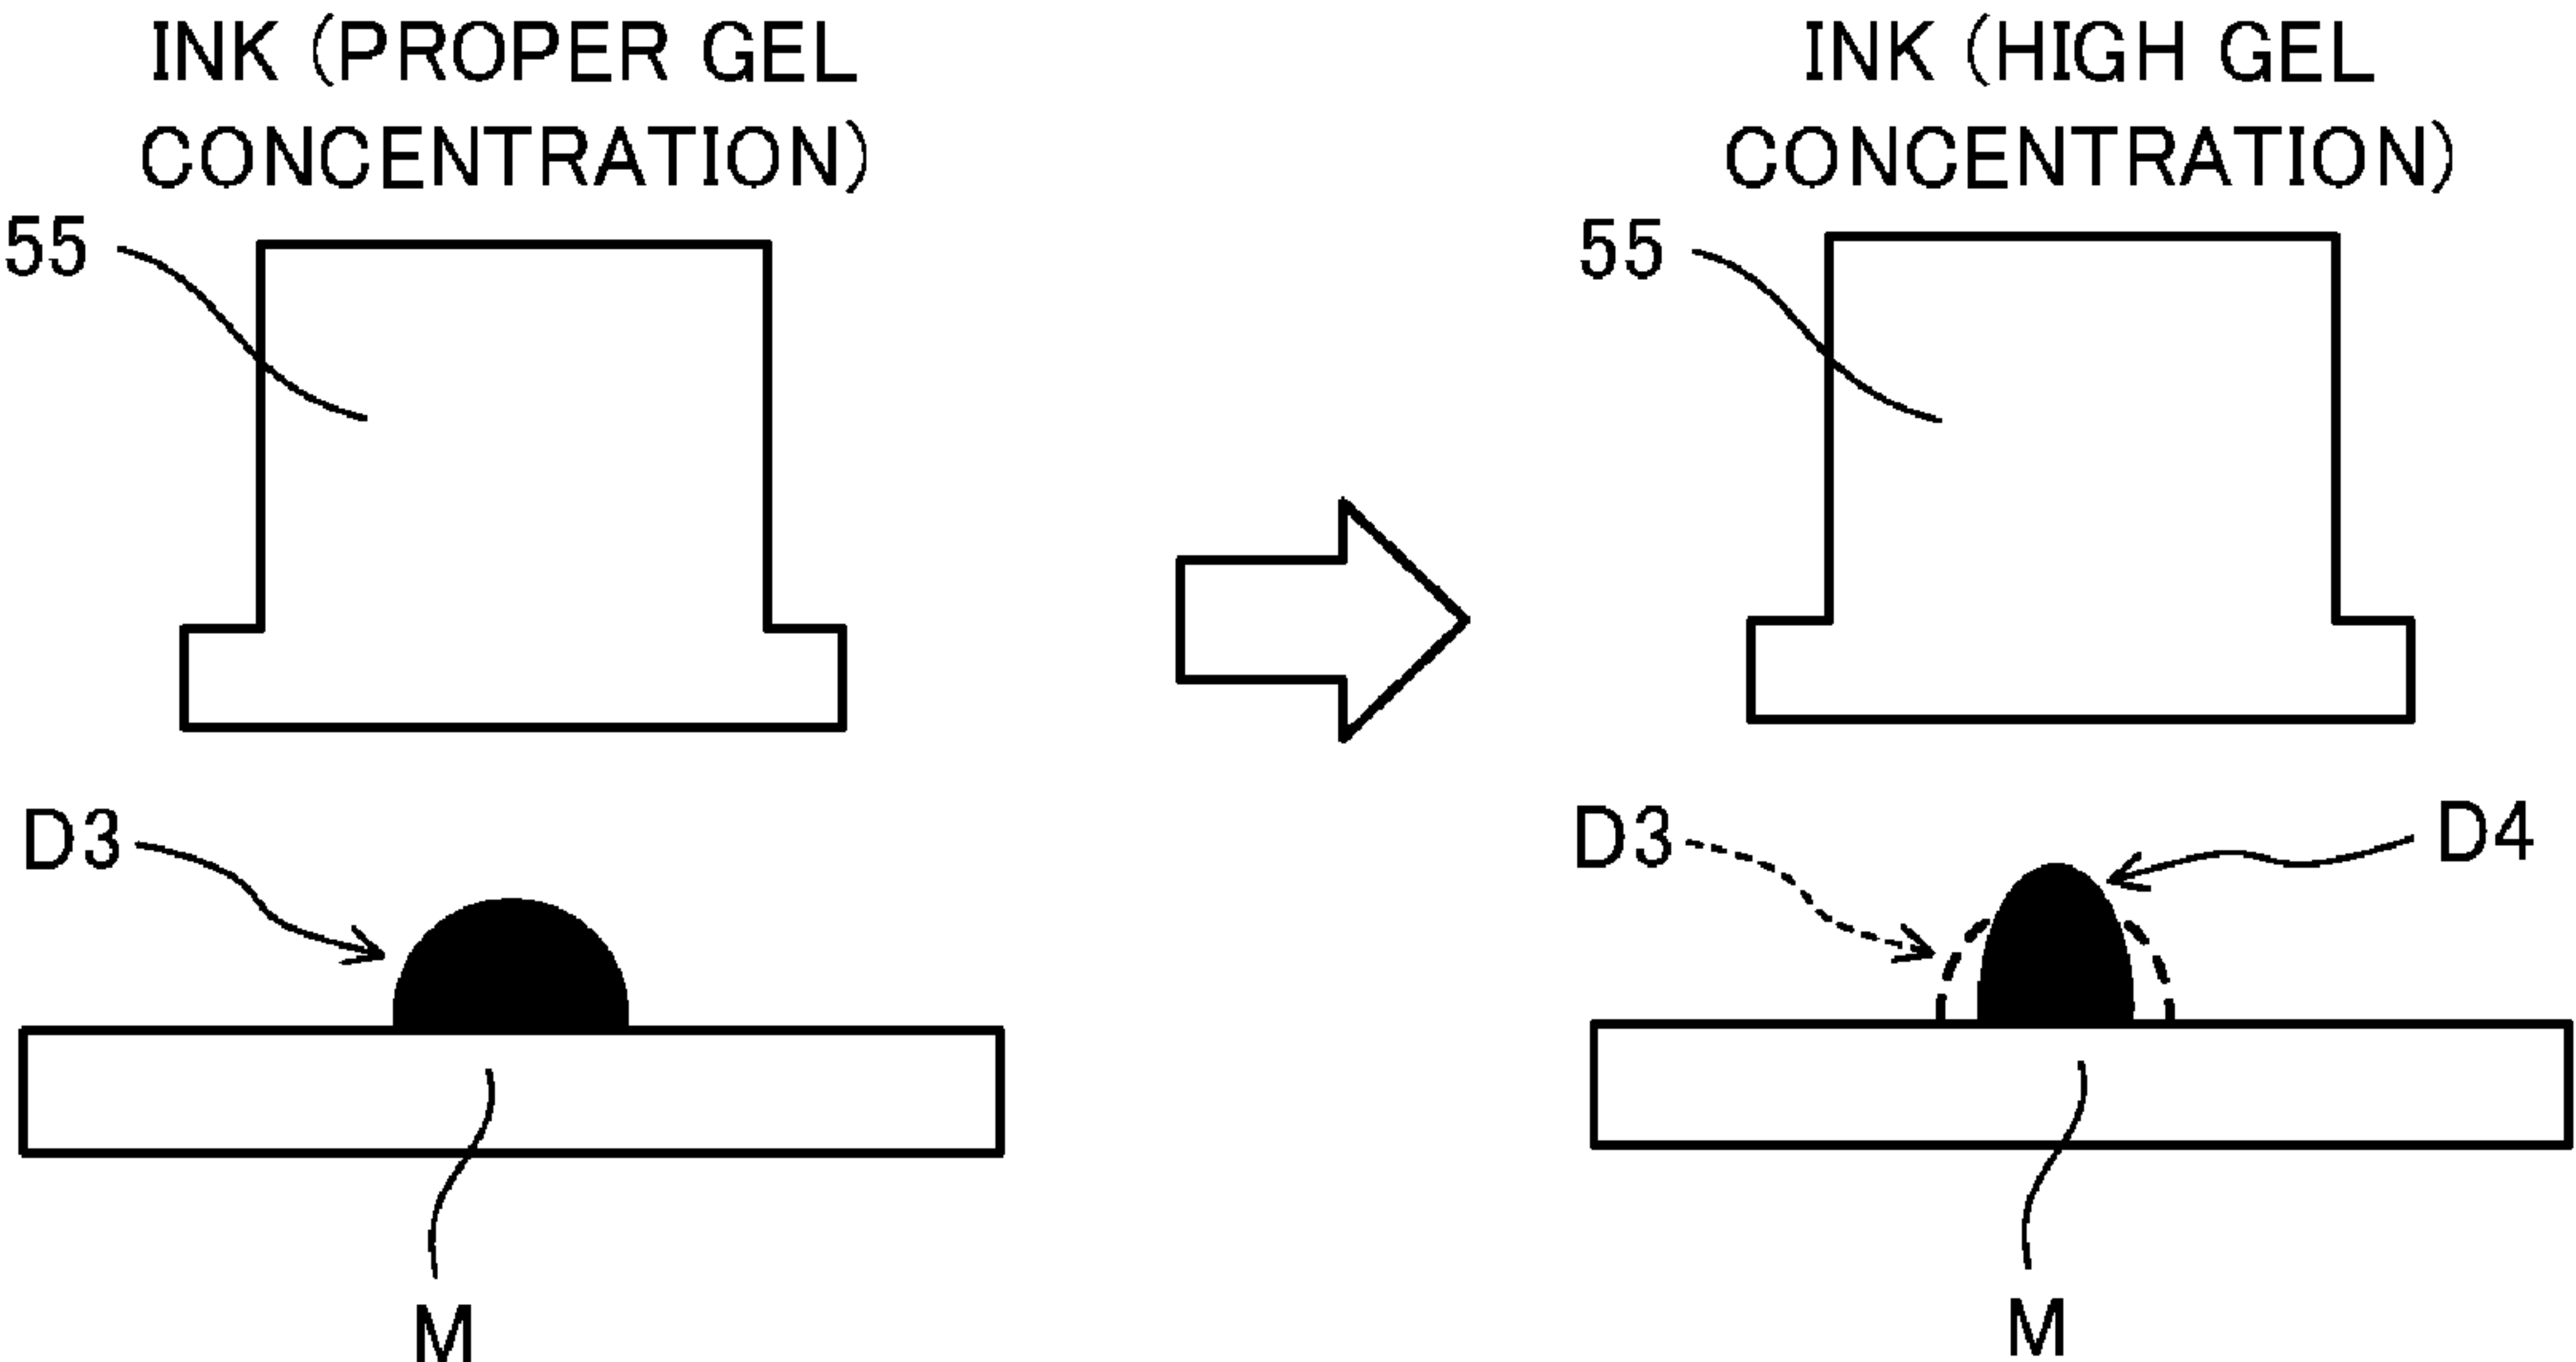 INK (PROPER GEL
CONCENTRATION)
55
D3
M
INK (HIGH GEL
CONCENTRATION)
55
D3
D4
M